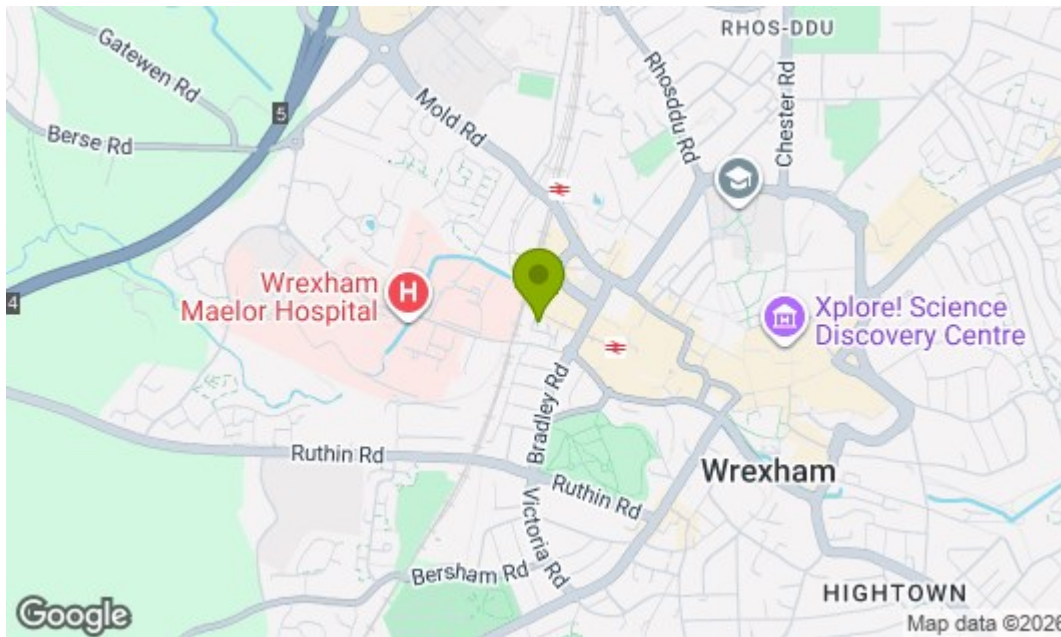 RHOS-DDU
Gatewen Rd
Rhosddu Rd
Chester Rd
5
Mold Rd
Berse Rd
Wrexham
Maelor Hospital
H
4
Xplore! Science
Discovery Centre
Bradley Rd
Ruthin Rd
Wrexham
Ruthin Rd
Victoria Rd
Bersham Rd
HIGHTOWN
Google
Map data ©202